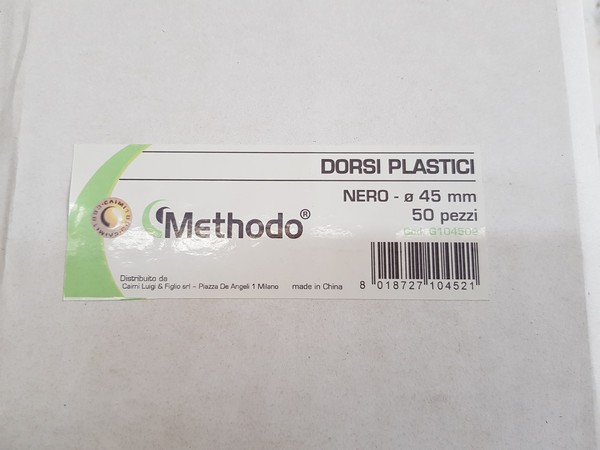 DORSI PLASTICI
NERO - ø 45 mm
50 pezzi
Methodo®
Distribuito da
Caimi Luigi & Figlio srl – Piazza De Angeli 1 Milano
made in China
8 018727 104521